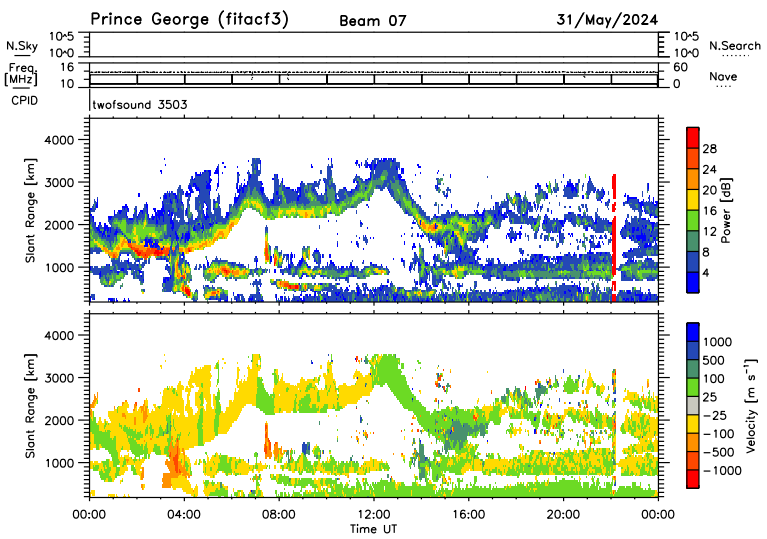 Prince George (fitacf3)
Beam 07
31/May/2024
N.Sky
10^5
10^0
10^5
10^0
N.Search
Freq.
[MHz]
16
10
60
0
Nave
CPID
twofsound 3503
Slant Range [km]
4000
3000
2000
1000
28
24
20
16
12
8
4
Power [dB]
Slant Range [km]
4000
3000
2000
1000
1000
500
100
25
−25
−100
−500
−1000
Velocity [m s⁻¹]
00:00 04:00 08:00 12:00 16:00 20:00 00:00
Time UT